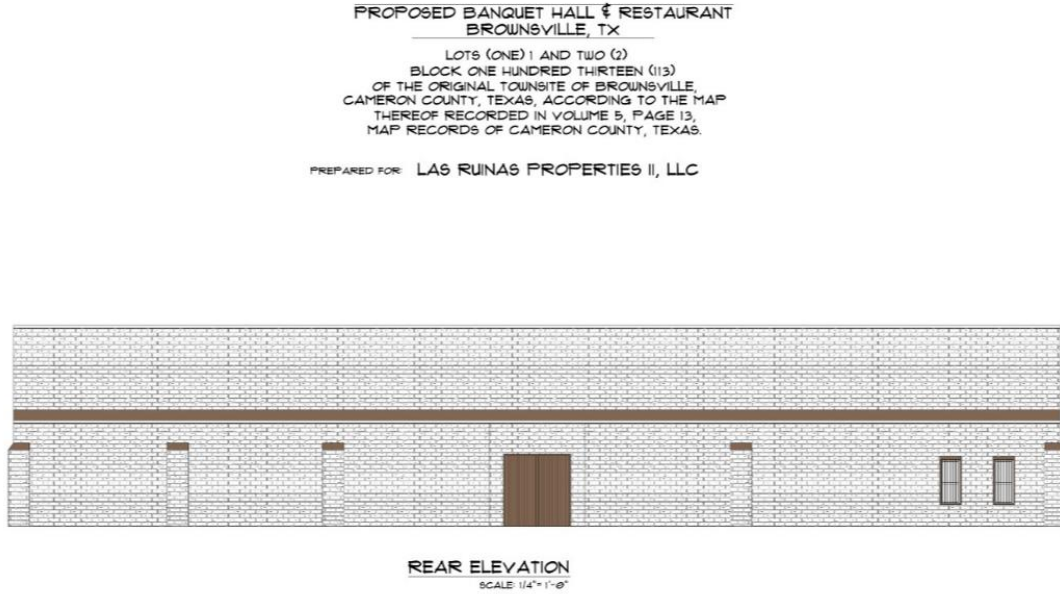 PROPOSED BANQUET HALL & RESTAURANT
BROWNSVILLE, TX
LOTS (ONE) 1 AND TWO (2)
BLOCK ONE HUNDRED THIRTEEN (113)
OF THE ORIGINAL TOWNSITE OF BROWNSVILLE,
CAMERON COUNTY, TEXAS, ACCORDING TO THE MAP
THEREOF RECORDED IN VOLUME 5, PAGE 13,
MAP RECORDS OF CAMERON COUNTY, TEXAS.
PREPARED FOR: LAS RUINAS PROPERTIES II, LLC
REAR ELEVATION
SCALE: 1/4"= 1'-0"